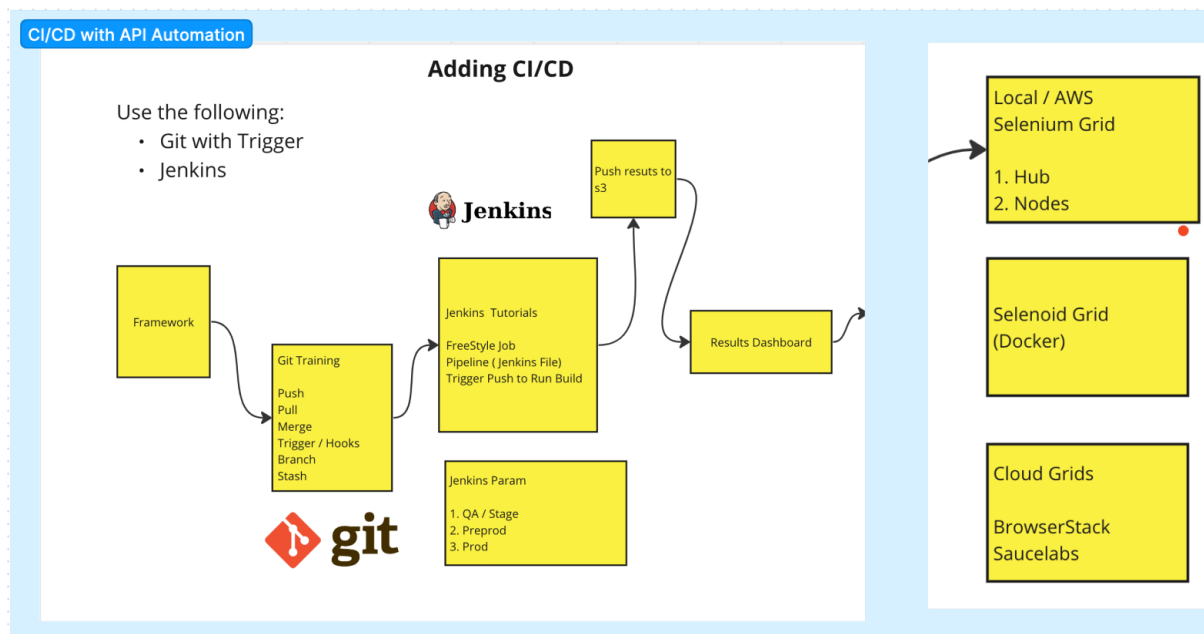 CI/CD with API Automation
Adding CI/CD
Use the following:
• Git with Trigger
• Jenkins
Jenkins
Push resuts to
s3
Framework
Git Training
Push
Pull
Merge
Trigger / Hooks
Branch
Stash
git
Jenkins Tutorials
FreeStyle Job
Pipeline ( Jenkins File)
Trigger Push to Run Build
Jenkins Param
1. QA / Stage
2. Preprod
3. Prod
Results Dashboard
Local / AWS
Selenium Grid
1. Hub
2. Nodes
Selenoid Grid
(Docker)
Cloud Grids
BrowserStack
Saucelabs